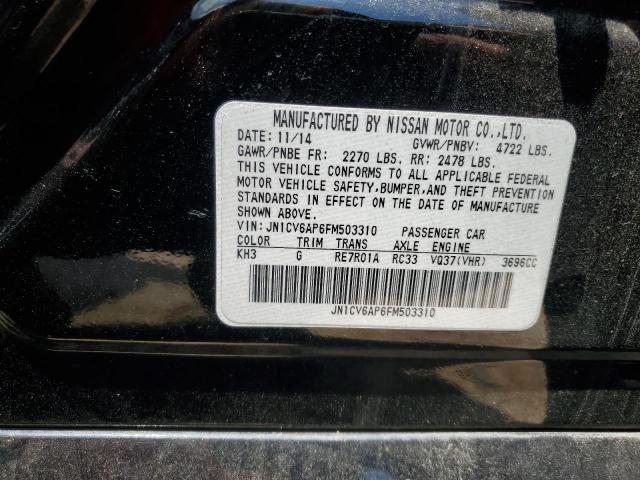 MANUFACTURED BY NISSAN MOTOR CO.,LTD.
DATE: 11/14 GVWR/PNBV: 4722 LBS.
GAWR/PNBE FR: 2270 LBS. RR: 2478 LBS.
THIS VEHICLE CONFORMS TO ALL APPLICABLE FEDERAL
MOTOR VEHICLE SAFETY,BUMPER,AND THEFT PREVENTION
STANDARDS IN EFFECT ON THE DATE OF MANUFACTURE
SHOWN ABOVE.
VIN: JN1CV6AP6FM503310 PASSENGER CAR
COLOR TRIM TRANS AXLE ENGINE
KH3 G RE7R01A RC33 VQ37(VHR) 3696CC
JN1CV6AP6FM503310